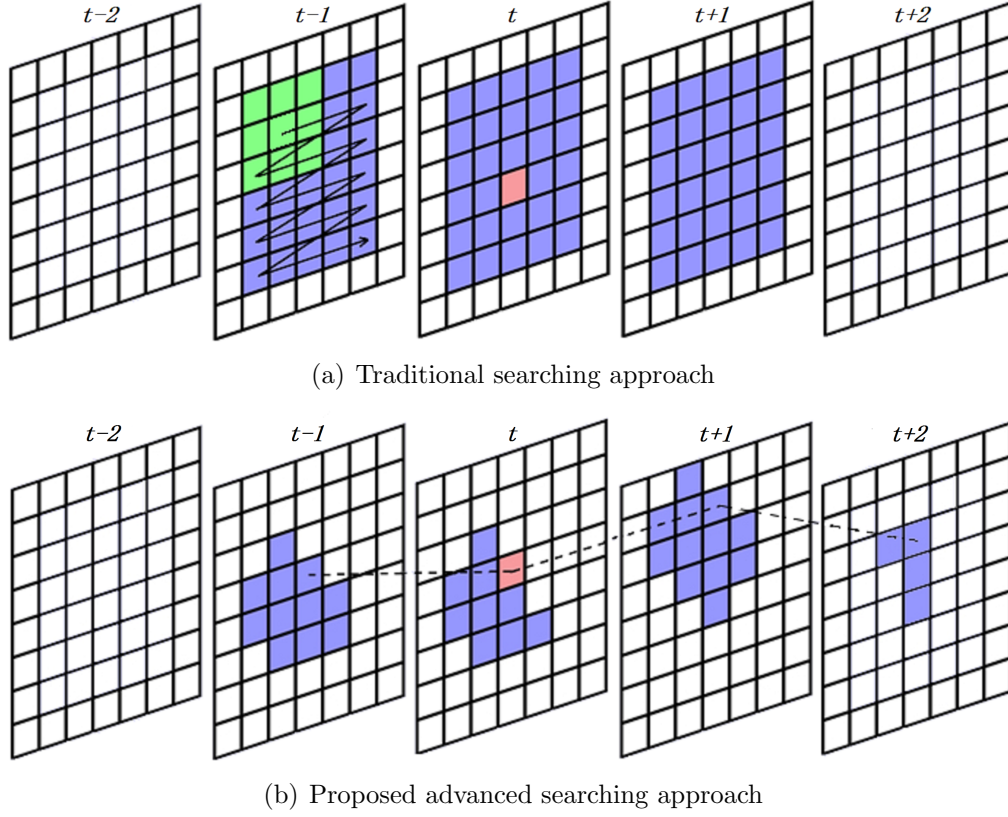 t−2 t−1 t t+1 t+2
(a) Traditional searching approach
t−2 t−1 t t+1 t+2
(b) Proposed advanced searching approach